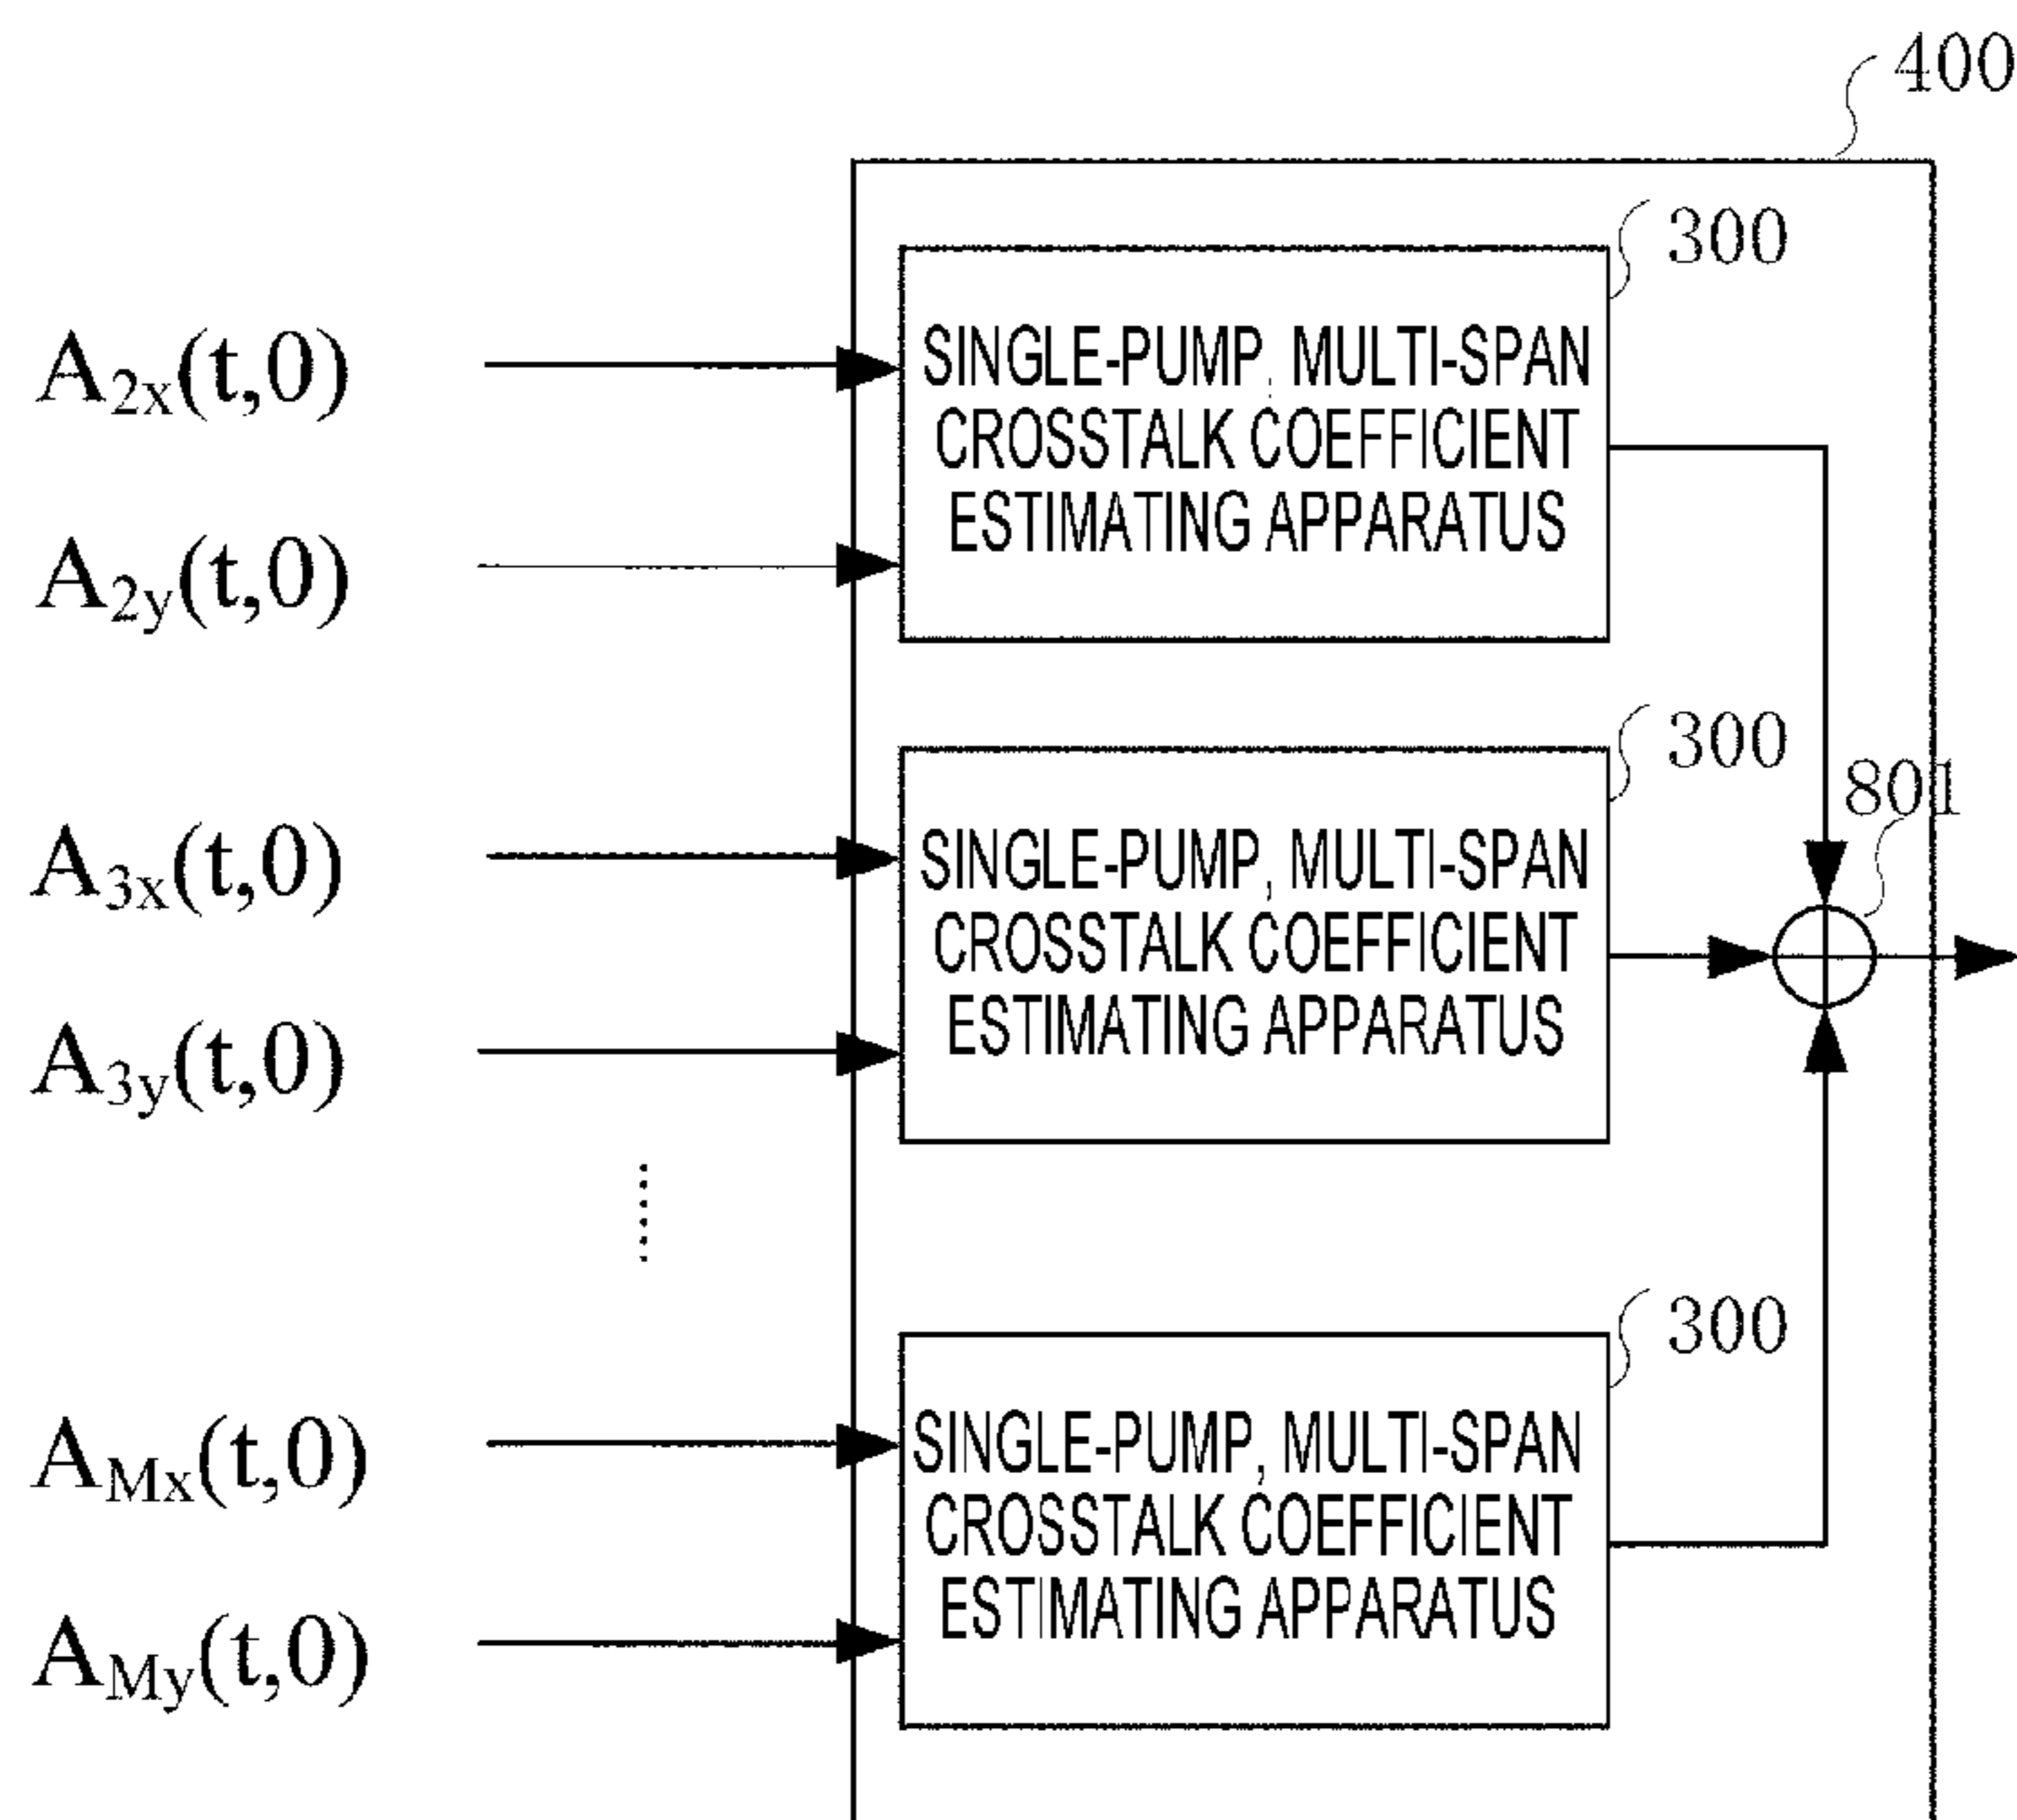 400
300
A2x(t,0)
SINGLE-PUMP, MULTI-SPAN
CROSSTALK COEFFICIENT
ESTIMATING APPARATUS
A2y(t,0)
300
801
A3x(t,0)
SINGLE-PUMP, MULTI-SPAN
CROSSTALK COEFFICIENT
ESTIMATING APPARATUS
A3y(t,0)
300
AMx(t,0)
SINGLE-PUMP, MULTI-SPAN
CROSSTALK COEFFICIENT
ESTIMATING APPARATUS
AMy(t,0)